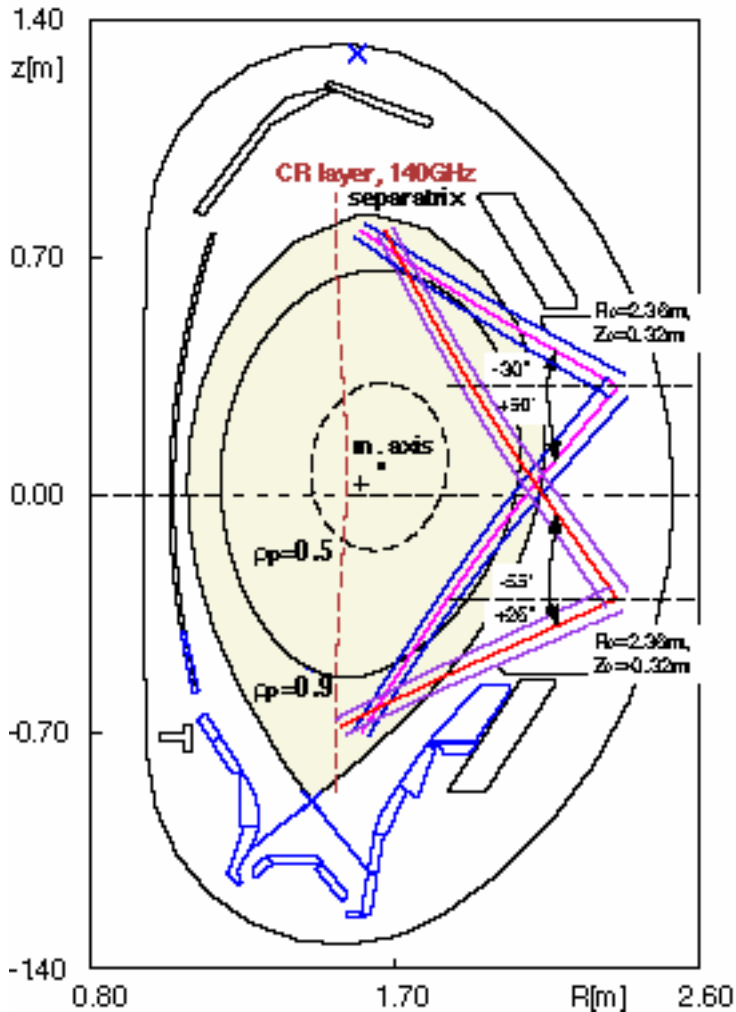 1.40
z[m]
CR layer, 140GHz
separatrix
0.70
R₀=2.36m,
Z₀=0.32m
-30°
+50°
m. axis
0.00
ρp=0.5
-55°
+25°
R₀=2.36m,
Z₀=-0.32m
ρp=0.9
-0.70
-140
0.80
1.70
R[m]
2.60